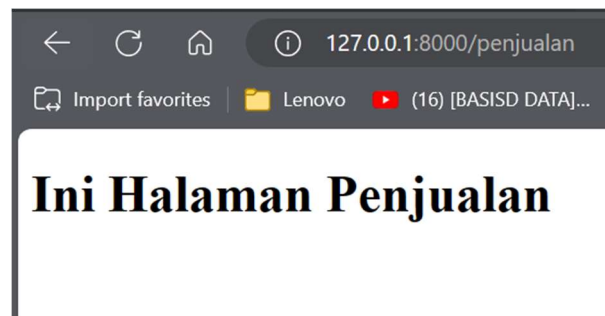 127.0.0.1:8000/penjualan
Import favorites Lenovo (16) [BASISD DATA]...
Ini Halaman Penjualan